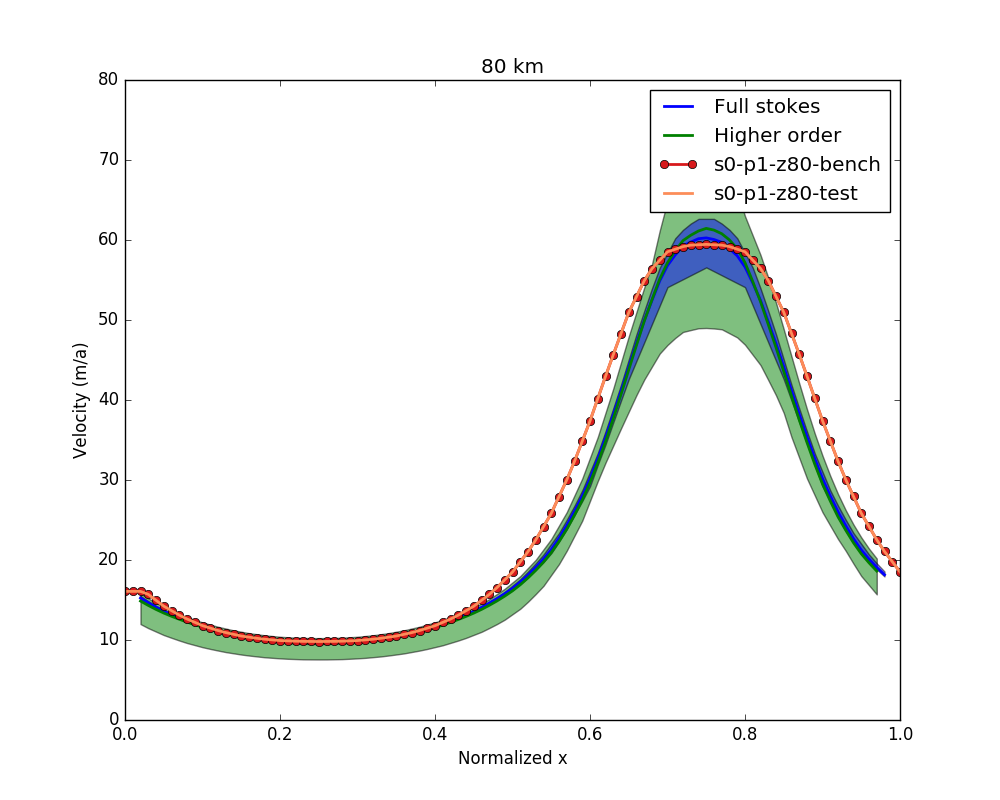 80 km
80
70
60
50
40
30
20
10
0
Velocity (m/a)
Full stokes
Higher order
s0-p1-z80-bench
s0-p1-z80-test
0.0 0.2 0.4 0.6 0.8 1.0
Normalized x